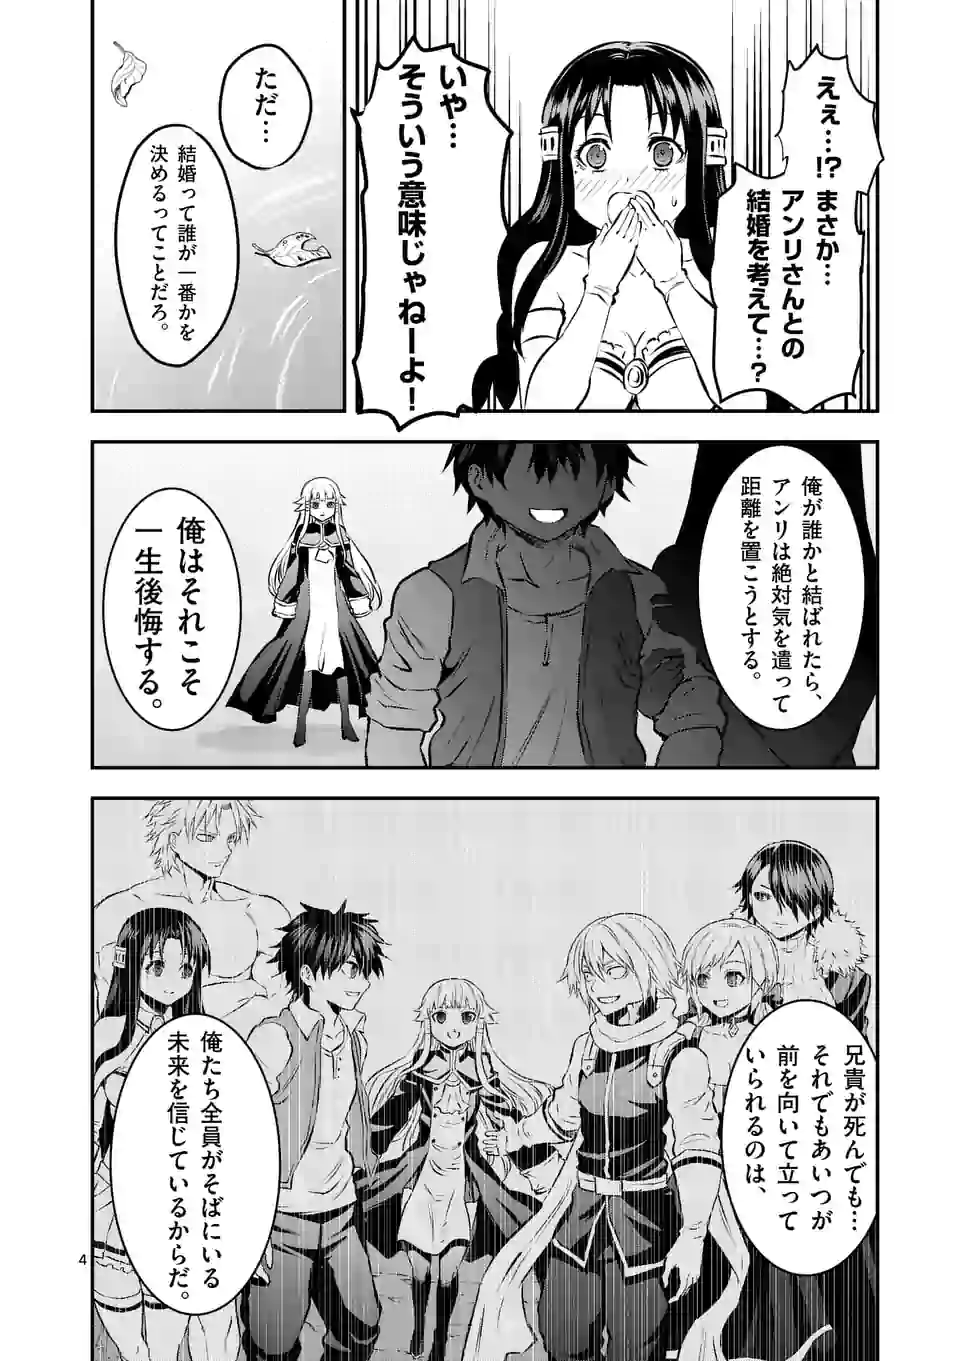 えぇ…!? まさか…
アンリさんとの
結婚を考えて…?
いや…
そういう意味じゃねーよ!
ただ…
結婚って誰が一番かを
決めるってことだろ。
俺が誰かと結ばれたら、
アンリは絶対気を遣って
距離を置こうとする。
俺はそれこそ
一生後悔する。
兄貴が死んでも…
それでもあいつが
前を向いて立って
いられるのは、
俺たち全員がそばにいる
未来を信じているからだ。
4